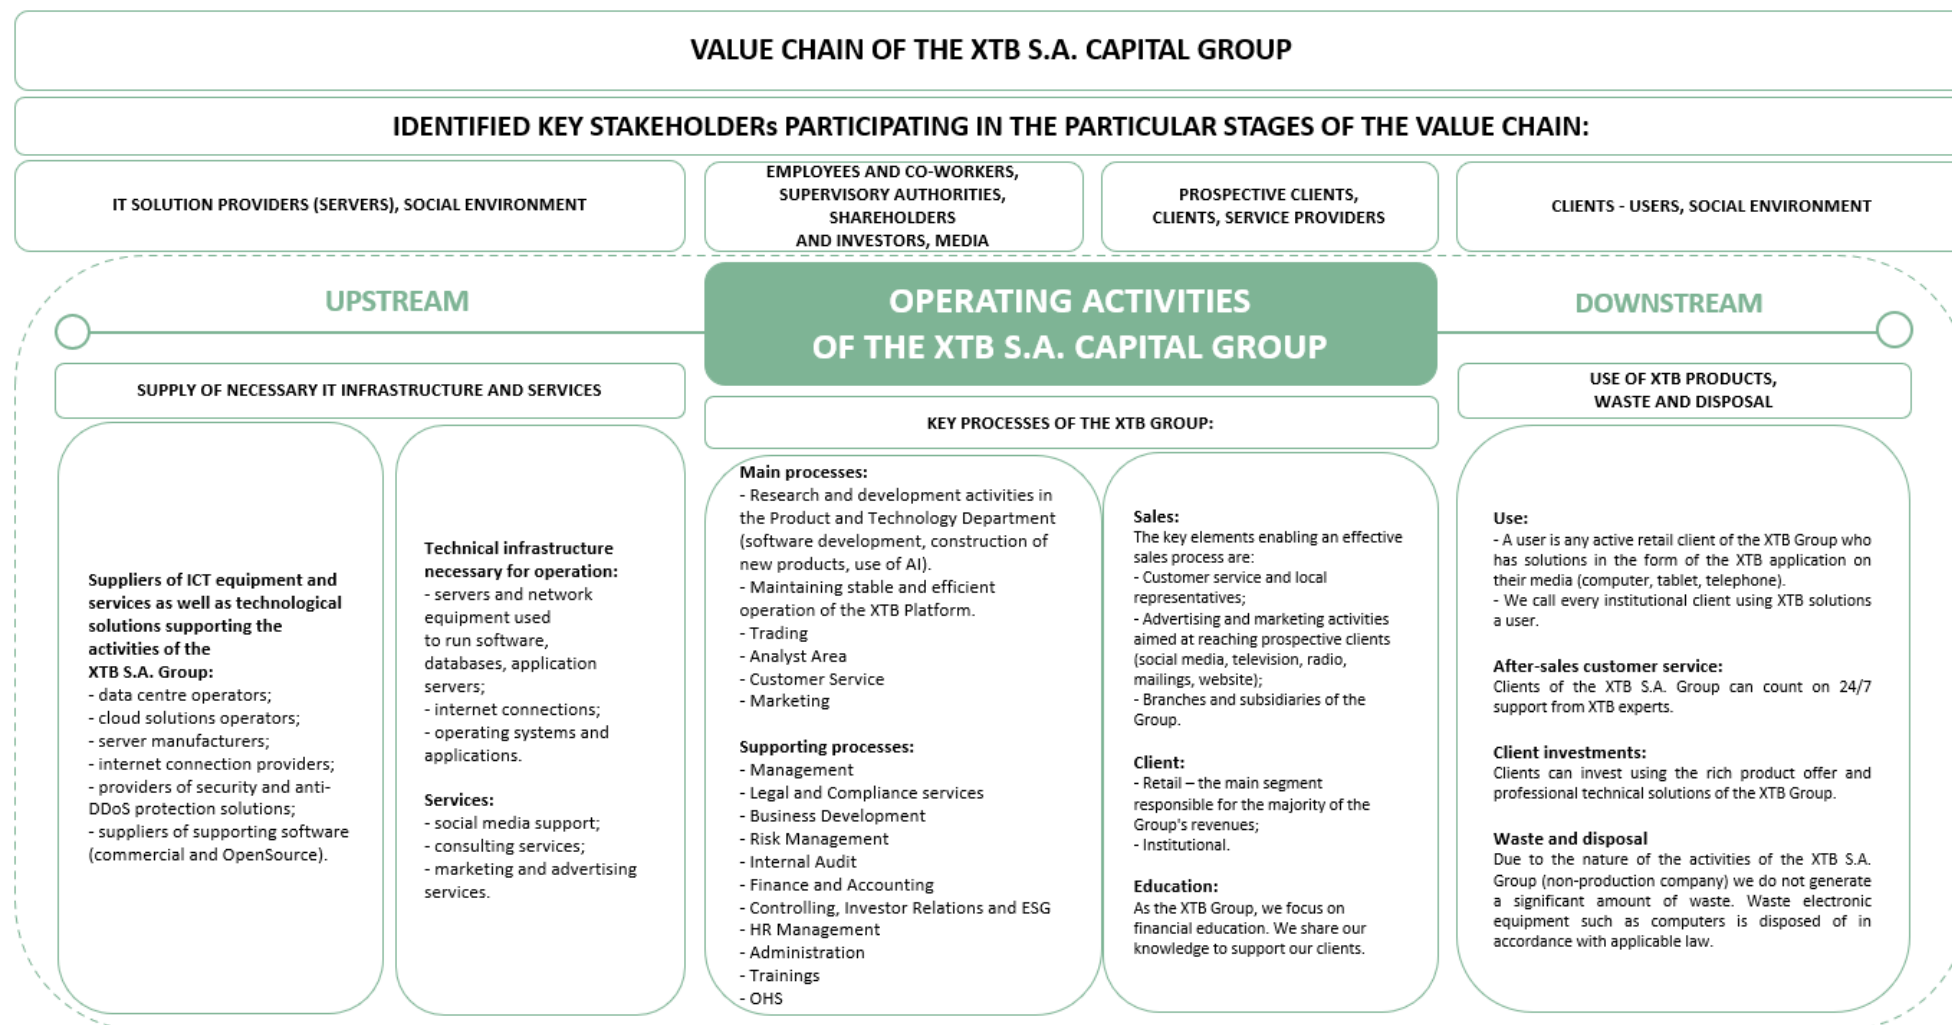 VALUE CHAIN OF THE XTB S.A. CAPITAL GROUP
IDENTIFIED KEY STAKEHOLDERs PARTICIPATING IN THE PARTICULAR STAGES OF THE VALUE CHAIN:
IT SOLUTION PROVIDERS (SERVERS), SOCIAL ENVIRONMENT
EMPLOYEES AND CO-WORKERS,
SUPERVISORY AUTHORITIES,
SHAREHOLDERS
AND INVESTORS, MEDIA
PROSPECTIVE CLIENTS,
CLIENTS, SERVICE PROVIDERS
CLIENTS - USERS, SOCIAL ENVIRONMENT
UPSTREAM
OPERATING ACTIVITIES
OF THE XTB S.A. CAPITAL GROUP
DOWNSTREAM
SUPPLY OF NECESSARY IT INFRASTRUCTURE AND SERVICES
KEY PROCESSES OF THE XTB GROUP:
USE OF XTB PRODUCTS,
WASTE AND DISPOSAL
Suppliers of ICT equipment and
services as well as technological
solutions supporting the
activities of the
XTB S.A. Group:
- data centre operators;
- cloud solutions operators;
- server manufacturers;
- internet connection providers;
- providers of security and anti-
DDoS protection solutions;
- suppliers of supporting software
(commercial and OpenSource).
Technical infrastructure
necessary for operation:
- servers and network
equipment used
to run software,
databases, application
servers;
- internet connections;
- operating systems and
applications.
Services:
- social media support;
- consulting services;
- marketing and advertising
services.
Main processes:
- Research and development activities in
the Product and Technology Department
(software development, construction of
new products, use of AI).
- Maintaining stable and efficient
operation of the XTB Platform.
- Trading
- Analyst Area
- Customer Service
- Marketing
Supporting processes:
- Management
- Legal and Compliance services
- Business Development
- Risk Management
- Internal Audit
- Finance and Accounting
- Controlling, Investor Relations and ESG
- HR Management
- Administration
- Trainings
- OHS
Sales:
The key elements enabling an effective
sales process are:
- Customer service and local
representatives;
- Advertising and marketing activities
aimed at reaching prospective clients
(social media, television, radio,
mailings, website);
- Branches and subsidiaries of the
Group.
Client:
- Retail – the main segment
responsible for the majority of the
Group's revenues;
- Institutional.
Education:
As the XTB Group, we focus on
financial education. We share our
knowledge to support our clients.
Use:
- A user is any active retail client of the XTB Group who
has solutions in the form of the XTB application on
their media (computer, tablet, telephone).
- We call every institutional client using XTB solutions
a user.
After-sales customer service:
Clients of the XTB S.A. Group can count on 24/7
support from XTB experts.
Client investments:
Clients can invest using the rich product offer and
professional technical solutions of the XTB Group.
Waste and disposal
Due to the nature of the activities of the XTB S.A.
Group (non-production company) we do not generate
a significant amount of waste. Waste electronic
equipment such as computers is disposed of in
accordance with applicable law.